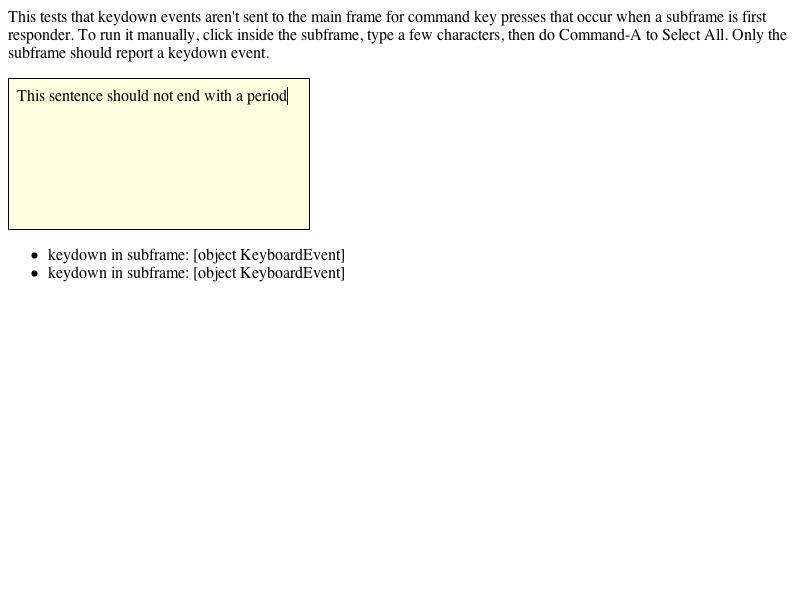 This tests that keydown events aren't sent to the main frame for command key presses that occur when a subframe is first
responder. To run it manually, click inside the subframe, type a few characters, then do Command-A to Select All. Only the
subframe should report a keydown event.
This sentence should not end with a period
• keydown in subframe: [object KeyboardEvent]
• keydown in subframe: [object KeyboardEvent]